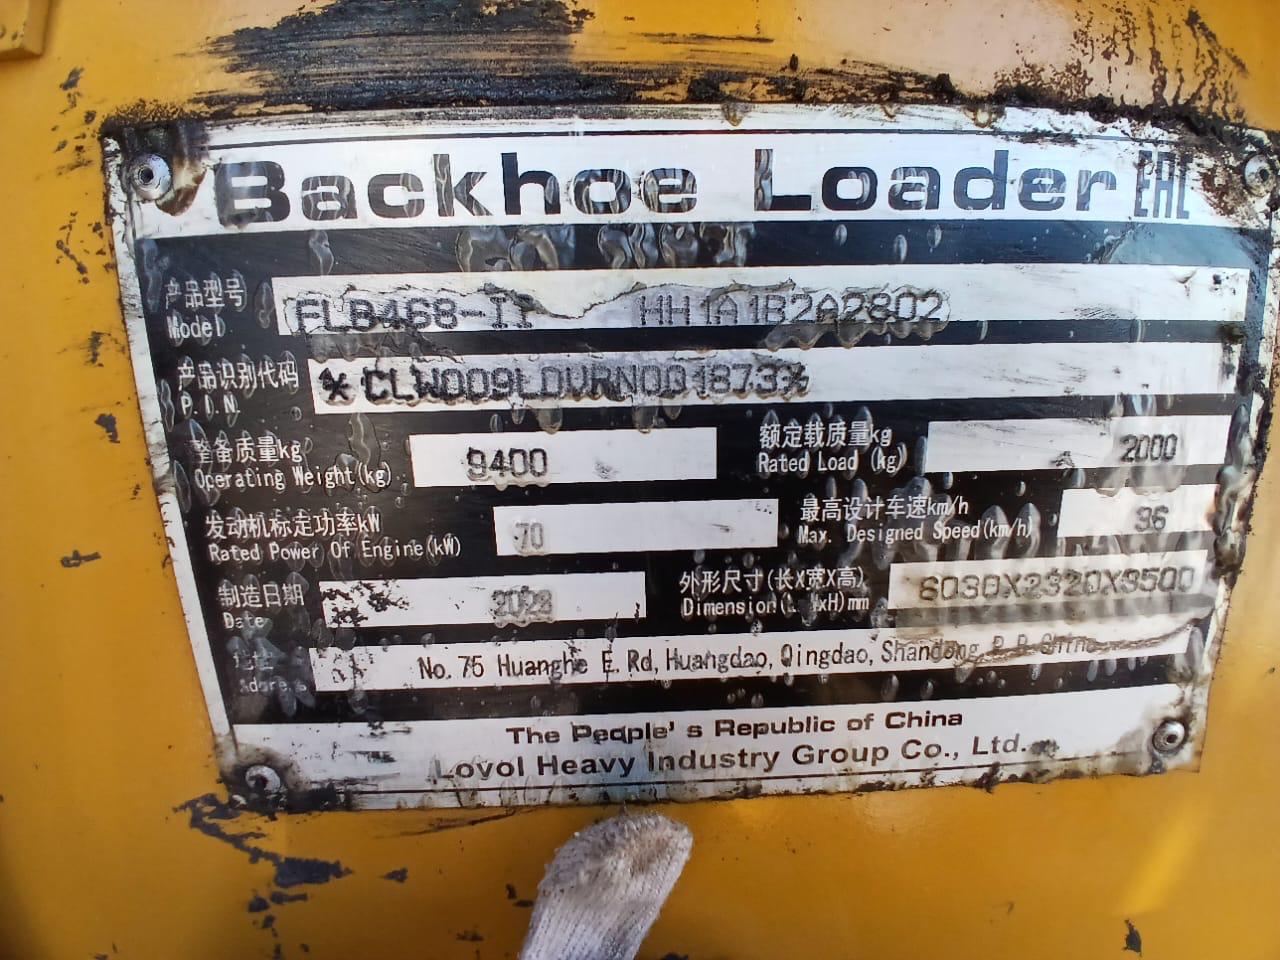 Backhoe Loader EAC
产品型号
Model FLB468-II HH1A1B2A2802
产品识别代码
P.I.N.
整备质量kg
Operating Weight(kg) 9400
额定载质量kg
Rated Load (kg) 2000
发动机标定功率kW
Rated Power Of Engine(kW) 70
最高设计车速km/h
Max. Designed Speed(km/h) 36
制造日期
Date
外形尺寸(长X宽X高)
Dimension( WxH)mm 6030X2320X3500
No. 75 Huanghe E. Rd, Huangdao, Qingdao, Shandong, P. R. China
The People' s Republic of China
Lovol Heavy Industry Group Co., Ltd.